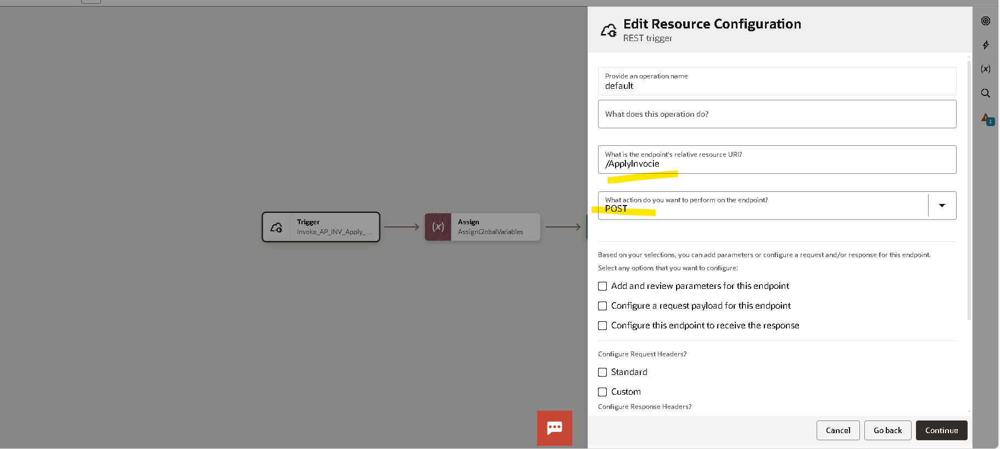 Edit Resource Configuration
REST trigger
Provide an operation name
default
What does this operation do?
What is the endpoint's relative resource URI?
/ApplyInvocie
What action do you want to perform on the endpoint?
POST
Trigger
Invoke_AP_INV_Apply_...
(x)
Assign
AssignGlobalVariables
Based on your selections, you can add parameters or configure a request and/or response for this endpoint.
Select any options that you want to configure:
Add and review parameters for this endpoint
Configure a request payload for this endpoint
Configure this endpoint to receive the response
Configure Request Headers?
Standard
Custom
Configure Response Headers?
Cancel
Go back
Continue
(x)
2